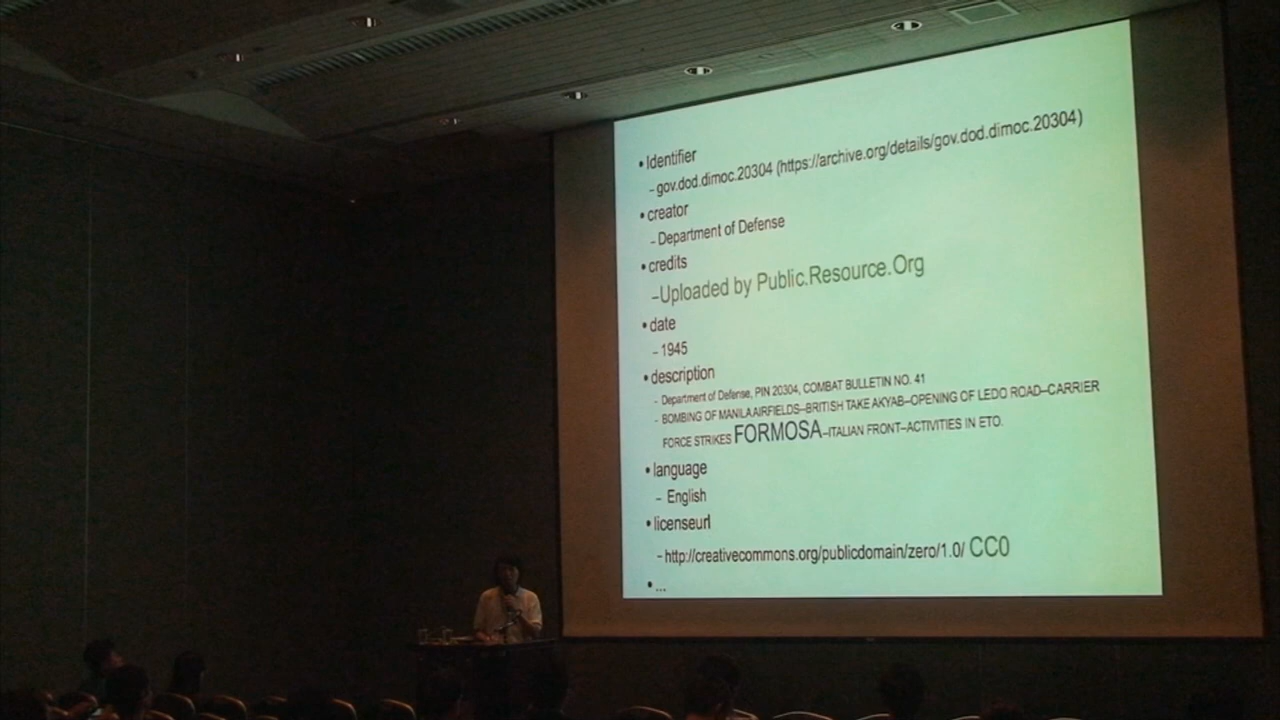 • Identifier
– gov.dod.dimoc.20304 (https://archive.org/details/gov.dod.dimoc.20304)
• creator
– Department of Defense
• credits
–Uploaded by Public.Resource.Org
• date
– 1945
• description
– Department of Defense, PIN 20304, COMBAT BULLETIN NO. 41
– BOMBING OF MANILA AIRFIELDS–BRITISH TAKE AKYAB–OPENING OF LEDO ROAD–CARRIER
FORCE STRIKES FORMOSA–ITALIAN FRONT–ACTIVITIES IN ETO.
• language
– English
• licenseurl
– http://creativecommons.org/publicdomain/zero/1.0/ CC0
• ...